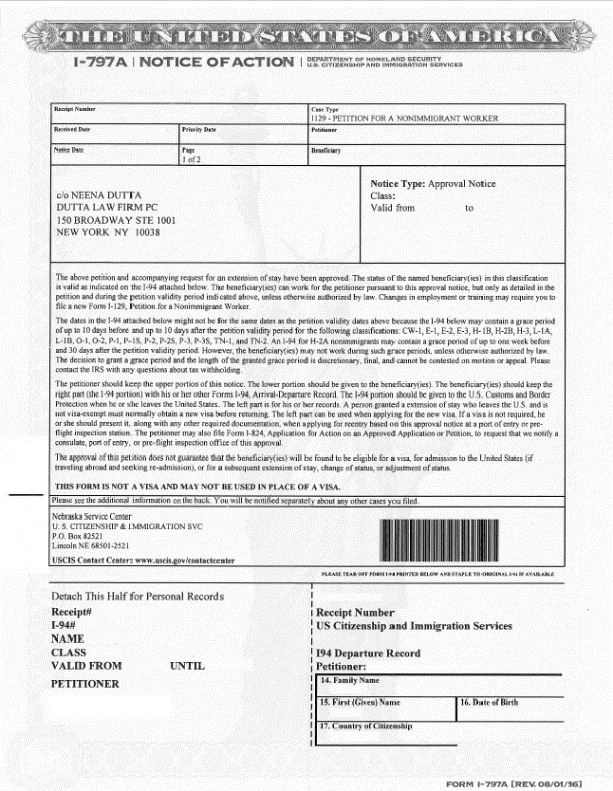 THE UNITED STATES OF AMERICA
I-797A | NOTICE OF ACTION | DEPARTMENT OF HOMELAND SECURITY
U.S. CITIZENSHIP AND IMMIGRATION SERVICES
Receipt Number
Case Type
I129 - PETITION FOR A NONIMMIGRANT WORKER
Received Date
Priority Date
Petitioner
Notice Date
Page
1 of 2
Beneficiary
c/o NEENA DUTTA
DUTTA LAW FIRM PC
150 BROADWAY STE 1001
NEW YORK NY 10038
Notice Type: Approval Notice
Class:
Valid from to
The above petition and accompanying request for an extension of stay have been approved. The status of the named beneficiary(ies) in this classification
is valid as indicated on the I-94 attached below. The beneficiary(ies) can work for the petitioner pursuant to this approval notice, but only as detailed in the
petition and during the petition validity period indicated above, unless otherwise authorized by law. Changes in employment or training may require you to
file a new Form I-129, Petition for a Nonimmigrant Worker.
The dates in the I-94 attached below might not be for the same dates as the petition validity dates above because the I-94 below may contain a grace period
of up to 10 days before and up to 10 days after the petition validity period for the following classifications: CW-1, E-1, E-2, E-3, H-1B, H-2B, H-3, L-1A,
L-1B, O-1, O-2, P-1, P-1S, P-2, P-2S, P-3, P-3S, TN-1, and TN-2. An I-94 for H-2A nonimmigrants may contain a grace period of up to one week before
and 30 days after the petition validity period. However, the beneficiary(ies) may not work during such grace periods, unless otherwise authorized by law.
The decision to grant a grace period and the length of the granted grace period is discretionary, final, and cannot be contested on motion or appeal. Please
contact the IRS with any questions about tax withholding.
The petitioner should keep the upper portion of this notice. The lower portion should be given to the beneficiary(ies). The beneficiary(ies) should keep the
right part (the I-94 portion) with his or her other Forms I-94, Arrival-Departure Record. The I-94 portion should be given to the U.S. Customs and Border
Protection when he or she leaves the United States. The left part is for his or her records. A person granted a extension of stay who leaves the U.S. and is
not visa-exempt must normally obtain a new visa before returning. The left part can be used when applying for the new visa. If a visa is not required, he
or she should present it, along with any other required documentation, when applying for reentry based on this approval notice at a port of entry or pre-
flight inspection station. The petitioner may also file Form I-824, Application for Action on an Approved Application or Petition, to request that we notify a
consulate, port of entry, or pre-flight inspection office of this approval.
The approval of this petition does not guarantee that the beneficiary(ies) will be found to be eligible for a visa, for admission to the United States (if
traveling abroad and seeking re-admission), or for a subsequent extension of stay, change of status, or adjustment of status.
THIS FORM IS NOT A VISA AND MAY NOT BE USED IN PLACE OF A VISA.
Please see the additional information on the back. You will be notified separately about any other cases you filed.
Nebraska Service Center
U. S. CITIZENSHIP & IMMIGRATION SVC
P.O. Box 82521
Lincoln NE 68501-2521
USCIS Contact Center: www.uscis.gov/contactcenter
PLEASE TEAR OFF FORM I-94 PRINTED BELOW AND STAPLE TO ORIGINAL I-94 IF AVAILABLE
Detach This Half for Personal Records
Receipt#
I-94#
NAME
CLASS
VALID FROM UNTIL
PETITIONER
Receipt Number
US Citizenship and Immigration Services
I94 Departure Record
Petitioner:
14. Family Name
15. First (Given) Name
16. Date of Birth
17. Country of Citizenship
FORM I-797A [REV. 08/01/16]